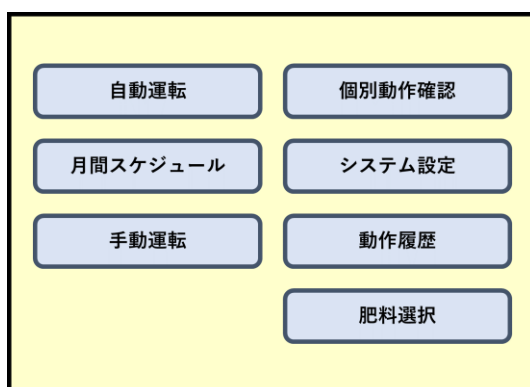 自動運転
個別動作確認
月間スケジュール
システム設定
手動運転
動作履歴
肥料選択